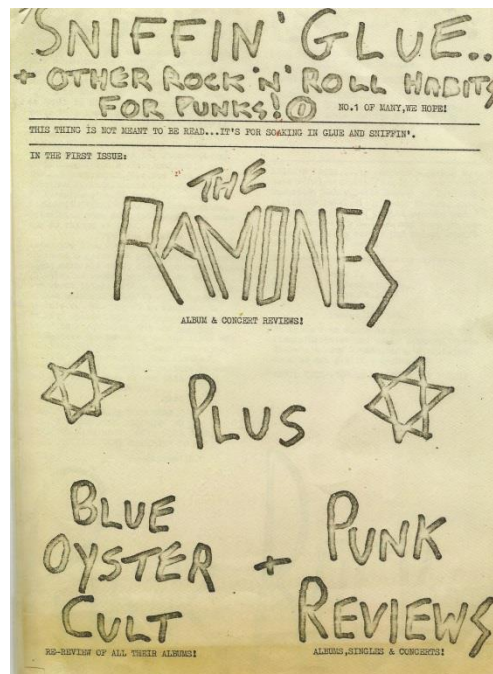 SNIFFIN' GLUE..
+ OTHER ROCK 'N' ROLL HABITS
FOR PUNKS! ①
NO.1 OF MANY,WE HOPE!
THIS THING IS NOT MEANT TO BE READ...IT'S FOR SOAKING IN GLUE AND SNIFFIN'.
IN THE FIRST ISSUE:
THE
RAMONES
ALBUM & CONCERT REVIEWS!
PLUS
BLUE
OYSTER
CULT
+
PUNK
REVIEWS
RE-REVIEW OF ALL THEIR ALBUMS!
ALBUMS,SINGLES & CONCERTS!